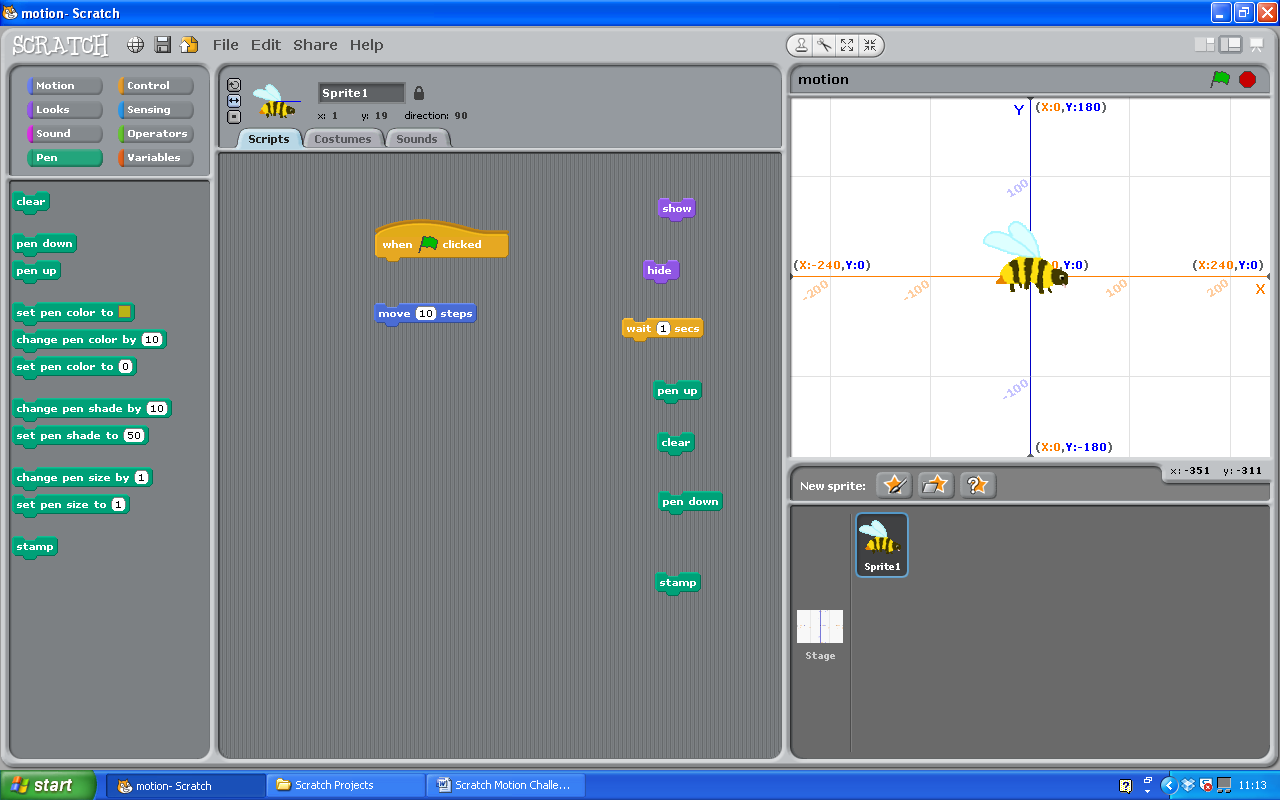 motion- Scratch
SCRATCH File Edit Share Help
Motion Control
Looks Sensing
Sound Operators
Pen Variables
clear
pen down
pen up
set pen color to
change pen color by 10
set pen color to 0
change pen shade by 10
set pen shade to 50
change pen size by 1
set pen size to 1
stamp
Sprite1
x: 1 y: 19 direction: 90
Scripts Costumes Sounds
when clicked
move 10 steps
show
hide
wait 1 secs
pen up
clear
pen down
stamp
motion
Y (X:0,Y:180)
100
(X:-240,Y:0) ,Y:0) (X:240,Y:0)
-200 -100 100 200 X
-100
(X:0,Y:-180)
x: -351 y: -311
New sprite:
Sprite1
Stage
start motion- Scratch Scratch Projects Scratch Motion Challe... 11:13